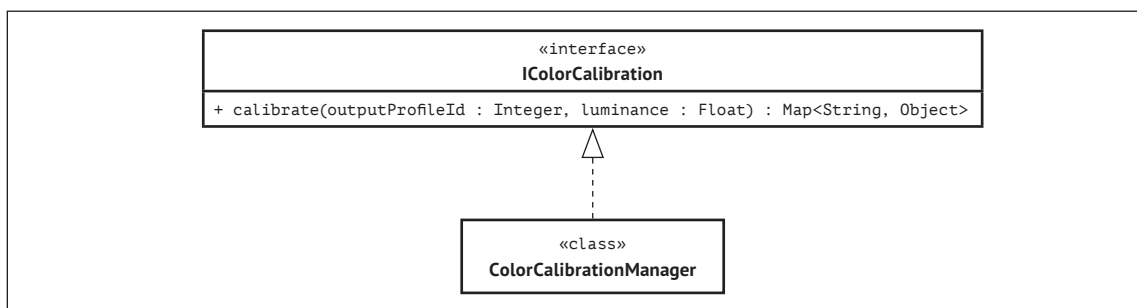 «interface»
IColorCalibration
+ calibrate(outputProfileId : Integer, luminance : Float) : Map<String, Object>
«class»
ColorCalibrationManager